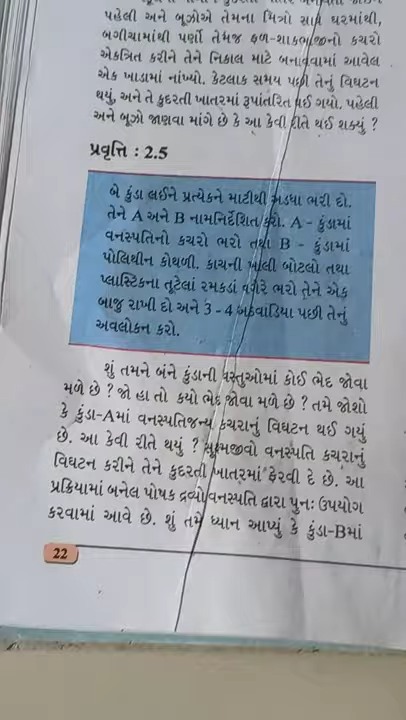 પહેલી અને બૂઝોએ તેમના મિત્રો સાથે ઘરમાંથી,
બગીચામાંથી પર્ણો તેમજ ફળ-શાકભાજીનો કચરો
એકત્રિત કરીને તેને નિકાલ માટે બનાવવામાં આવેલ
એક ખાડામાં નાંખ્યો. કેટલાક સમય પછી તેનું વિઘટન
થયું, અને તે કુદરતી ખાતરમાં રૂપાંતરિત થઈ ગયો. પહેલી
અને બૂઝો જાણવા માંગે છે કે આ કેવી રીતે થઈ શક્યું ?
પ્રવૃત્તિ : 2.5
બે કુંડા લઈને પ્રત્યેકને માટીથી અડધા ભરી દો.
તેને A અને B નામનિર્દેશિત કરો. A - કુંડામાં
વનસ્પતિનો કચરો ભરો તથા B - કુંડામાં
પોલિથીન કોથળી. કાચની ખાલી બોટલો તથા
પ્લાસ્ટિકના તૂટેલાં રમકડાં વગેરે ભરો તેને એક
બાજુ રાખી દો અને 3 - 4 અઠવાડિયા પછી તેનું
અવલોકન કરો.
શું તમને બંને કુંડાની વસ્તુઓમાં કોઈ ભેદ જોવા
મળે છે ? જો હા તો કયો ભેદ જોવા મળે છે ? તમે જોશો
કે કુંડા-Aમાં વનસ્પતિજન્ય કચરાનું વિઘટન થઈ ગયું
છે. આ કેવી રીતે થયું ? સૂક્ષ્મજીવો વનસ્પતિ કચરાનું
વિઘટન કરીને તેને કુદરતી ખાતરમાં ફેરવી દે છે. આ
પ્રક્રિયામાં બનેલ પોષક દ્રવ્યો વનસ્પતિ દ્વારા પુનઃ ઉપયોગ
કરવામાં આવે છે. શું તમે ધ્યાન આપ્યું કે કુંડા-Bમાં
22